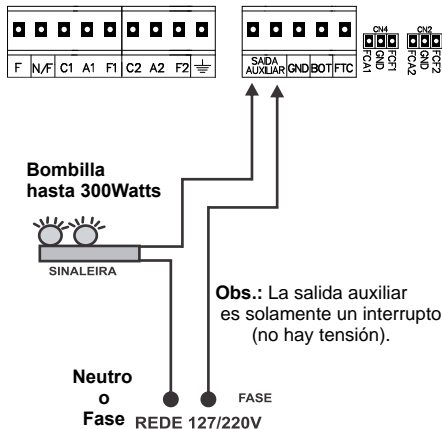 F N/F C1 A1 F1 C2 A2 F2
SAÍDA AUXILIAR GND BOT FTC
CN4
FCA1 GND FCF1
CN2
FCA2 GND FCF2
Bombilla
hasta 300Watts
SINALEIRA
Obs.: La salida auxiliar
es solamente un interrupto
(no hay tensión).
Neutro
o
Fase
FASE
REDE 127/220V